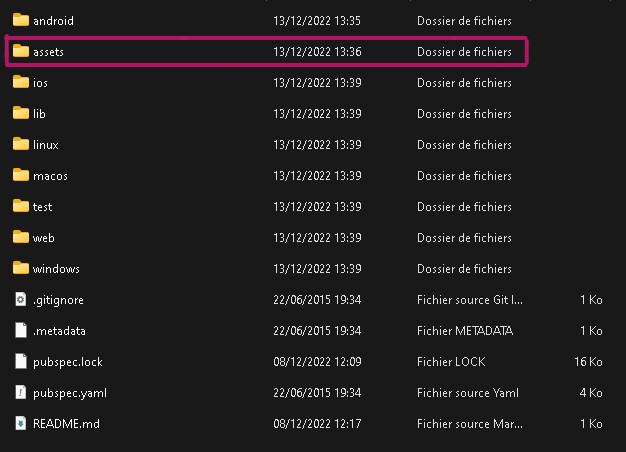 android 13/12/2022 13:35 Dossier de fichiers
assets 13/12/2022 13:36 Dossier de fichiers
ios 13/12/2022 13:39 Dossier de fichiers
lib 13/12/2022 13:39 Dossier de fichiers
linux 13/12/2022 13:39 Dossier de fichiers
macos 13/12/2022 13:39 Dossier de fichiers
test 13/12/2022 13:39 Dossier de fichiers
web 13/12/2022 13:39 Dossier de fichiers
windows 13/12/2022 13:39 Dossier de fichiers
.gitignore 22/06/2015 19:34 Fichier source Git I... 1 Ko
.metadata 22/06/2015 19:34 Fichier METADATA 1 Ko
pubspec.lock 08/12/2022 12:09 Fichier LOCK 16 Ko
pubspec.yaml 22/06/2015 19:34 Fichier source Yaml 4 Ko
README.md 08/12/2022 12:17 Fichier source Mar... 1 Ko